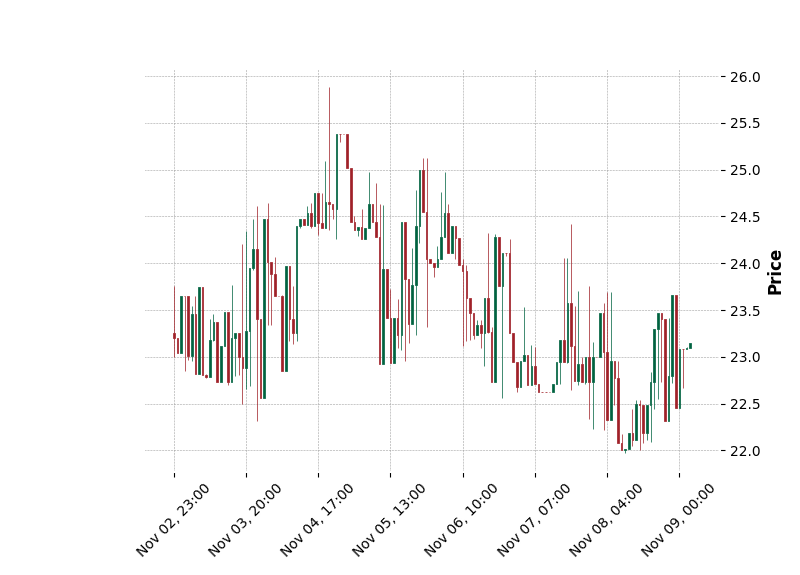 26.0
25.5
25.0
24.5
24.0
23.5
23.0
22.5
22.0
Price
Nov 02, 23:00
Nov 03, 20:00
Nov 04, 17:00
Nov 05, 13:00
Nov 06, 10:00
Nov 07, 07:00
Nov 08, 04:00
Nov 09, 00:00